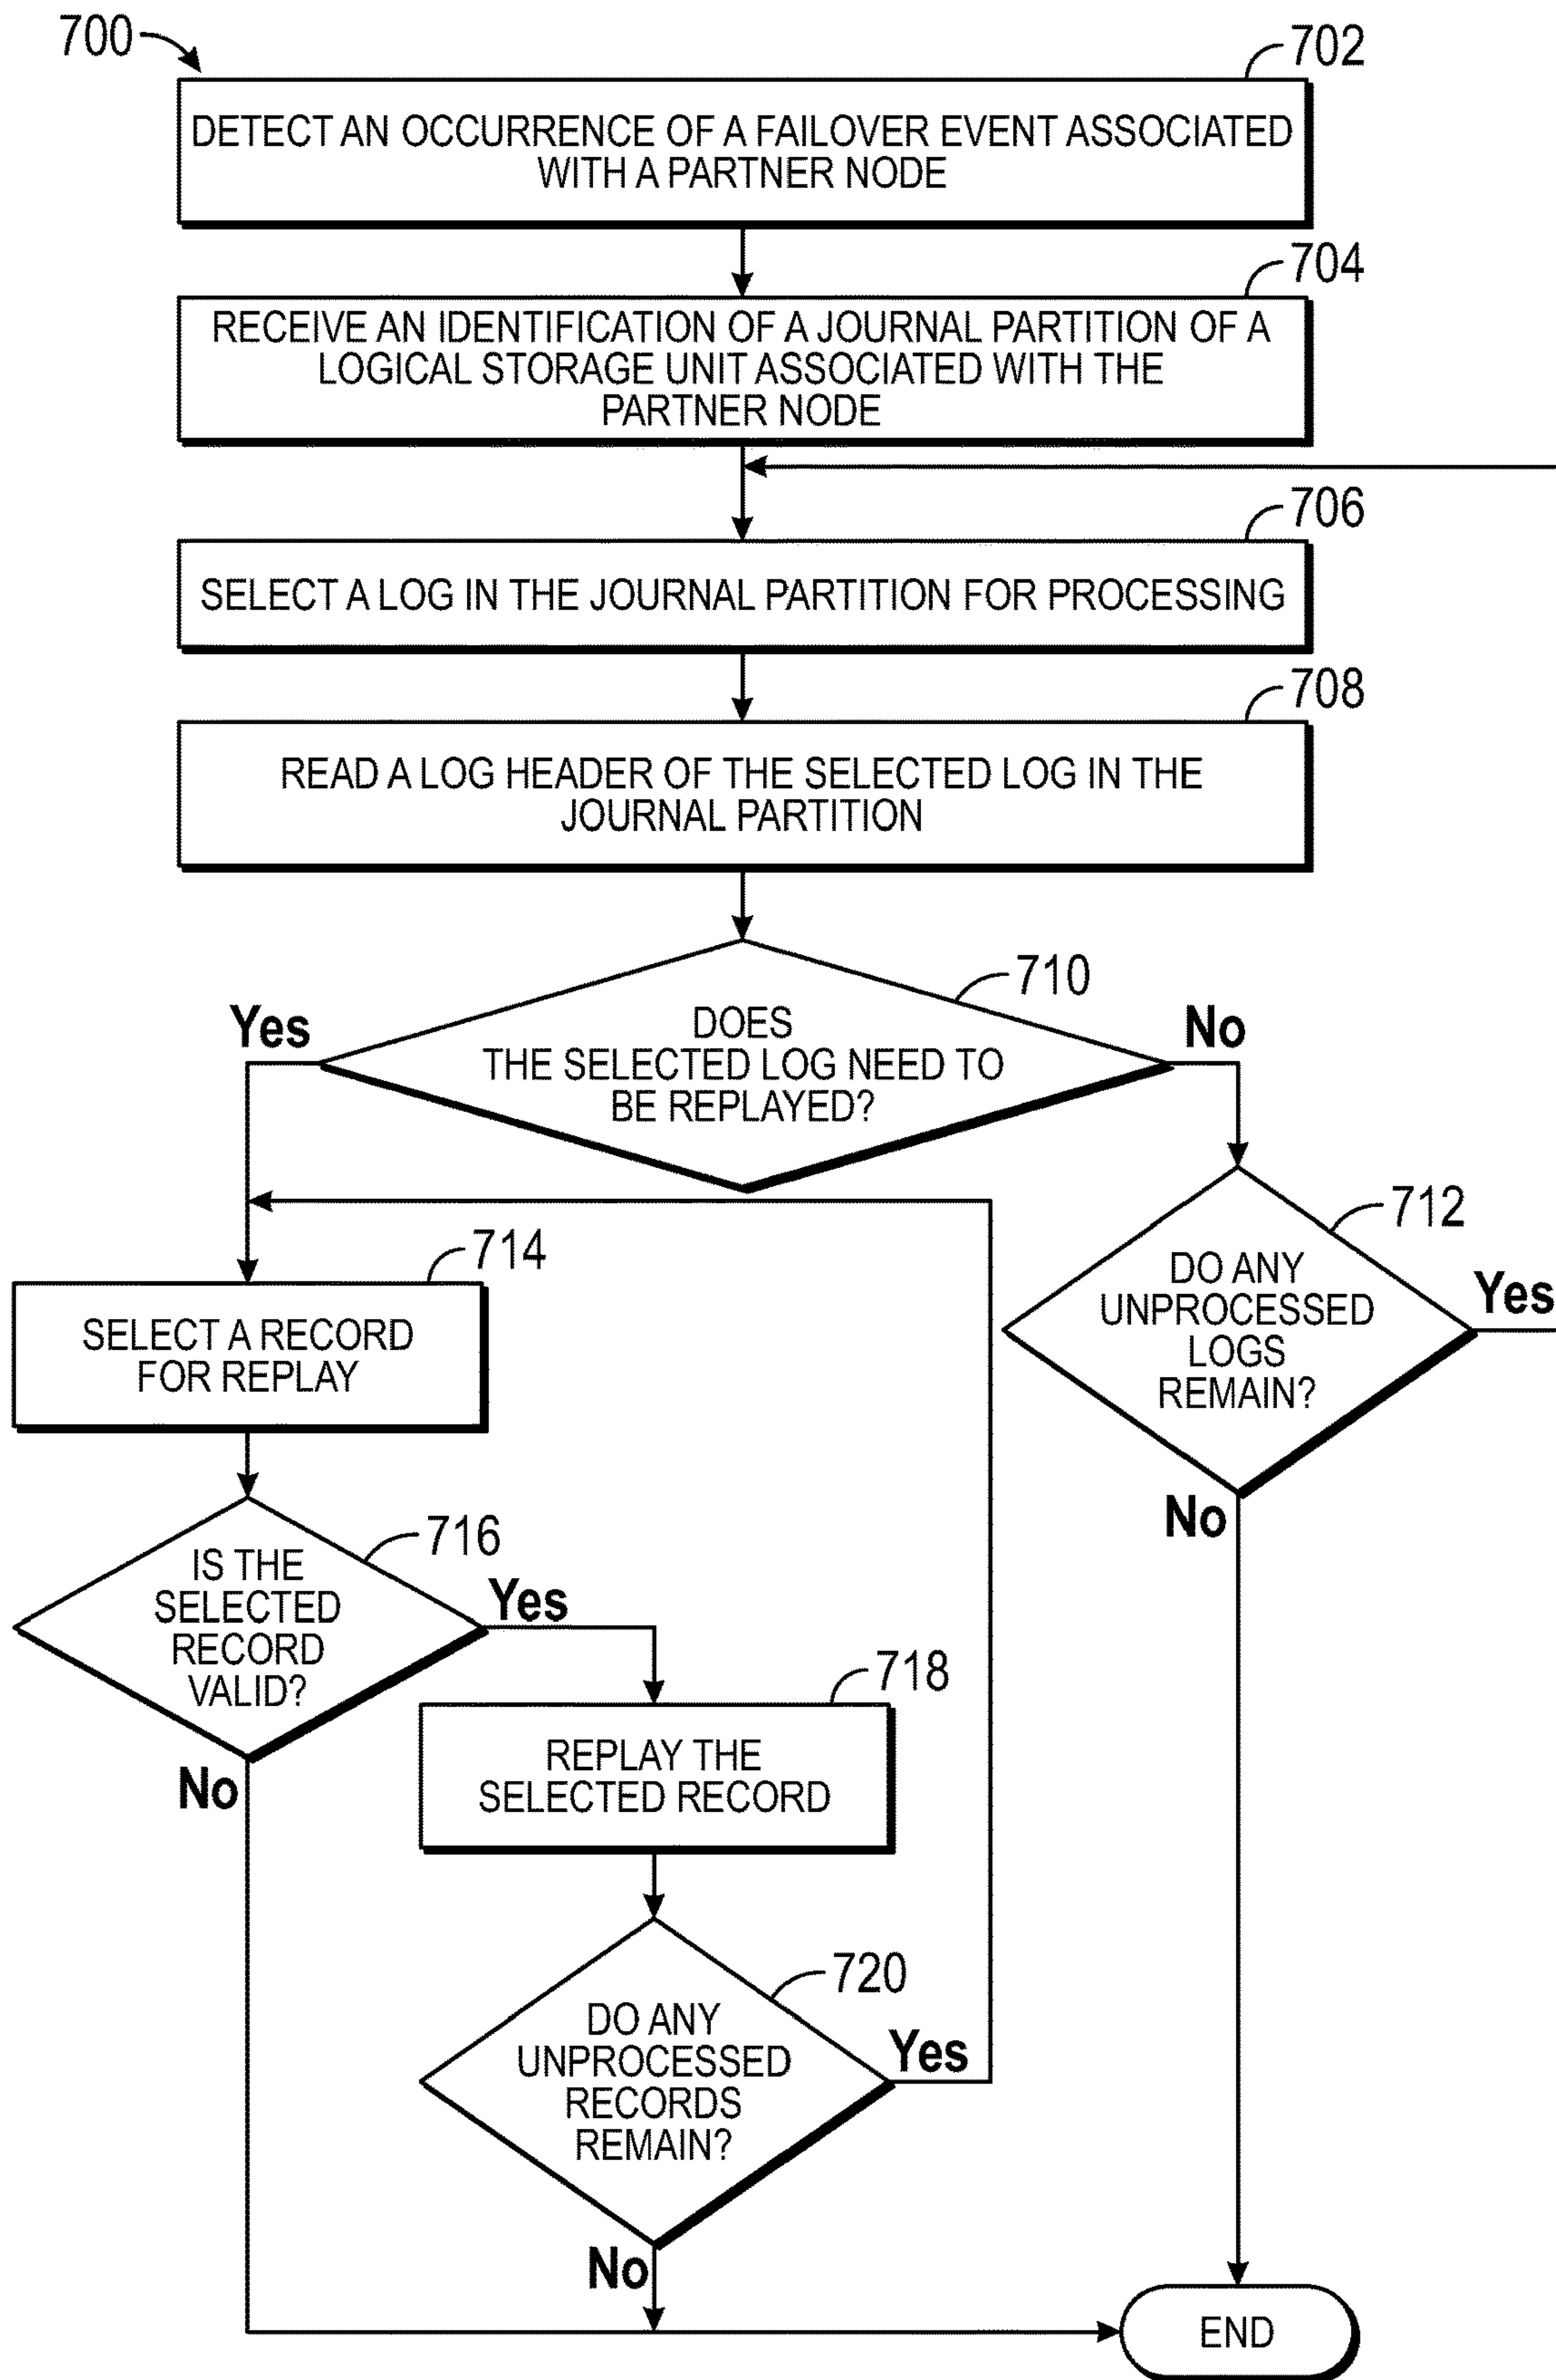 700
702
DETECT AN OCCURRENCE OF A FAILOVER EVENT ASSOCIATED
WITH A PARTNER NODE
704
RECEIVE AN IDENTIFICATION OF A JOURNAL PARTITION OF A
LOGICAL STORAGE UNIT ASSOCIATED WITH THE
PARTNER NODE
706
SELECT A LOG IN THE JOURNAL PARTITION FOR PROCESSING
708
READ A LOG HEADER OF THE SELECTED LOG IN THE
JOURNAL PARTITION
710
Yes
No
DOES
THE SELECTED LOG NEED TO
BE REPLAYED?
712
DO ANY
UNPROCESSED
LOGS
REMAIN?
Yes
No
714
SELECT A RECORD
FOR REPLAY
716
IS THE
SELECTED
RECORD
VALID?
Yes
No
718
REPLAY THE
SELECTED RECORD
720
DO ANY
UNPROCESSED
RECORDS
REMAIN?
Yes
No
END